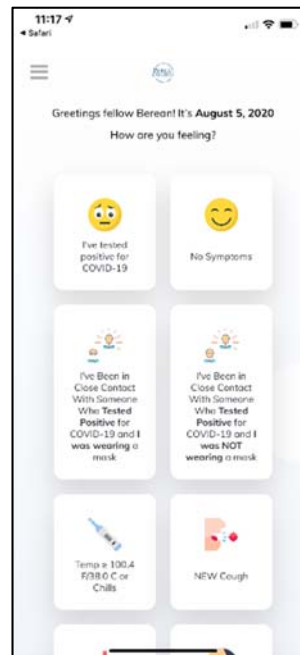 11:17
◄ Safari
Greetings fellow Berean! It's August 5, 2020
How are you feeling?
I've tested
positive for
COVID-19
No Symptoms
I've Been in
Close Contact
With Someone
Who Tested
Positive for
COVID-19 and I
was wearing a
mask
I've Been in
Close Contact
With Someone
Who Tested
Positive for
COVID-19 and I
was NOT
wearing a mask
Temp ≥ 100.4
F/38.0 C or
Chills
NEW Cough